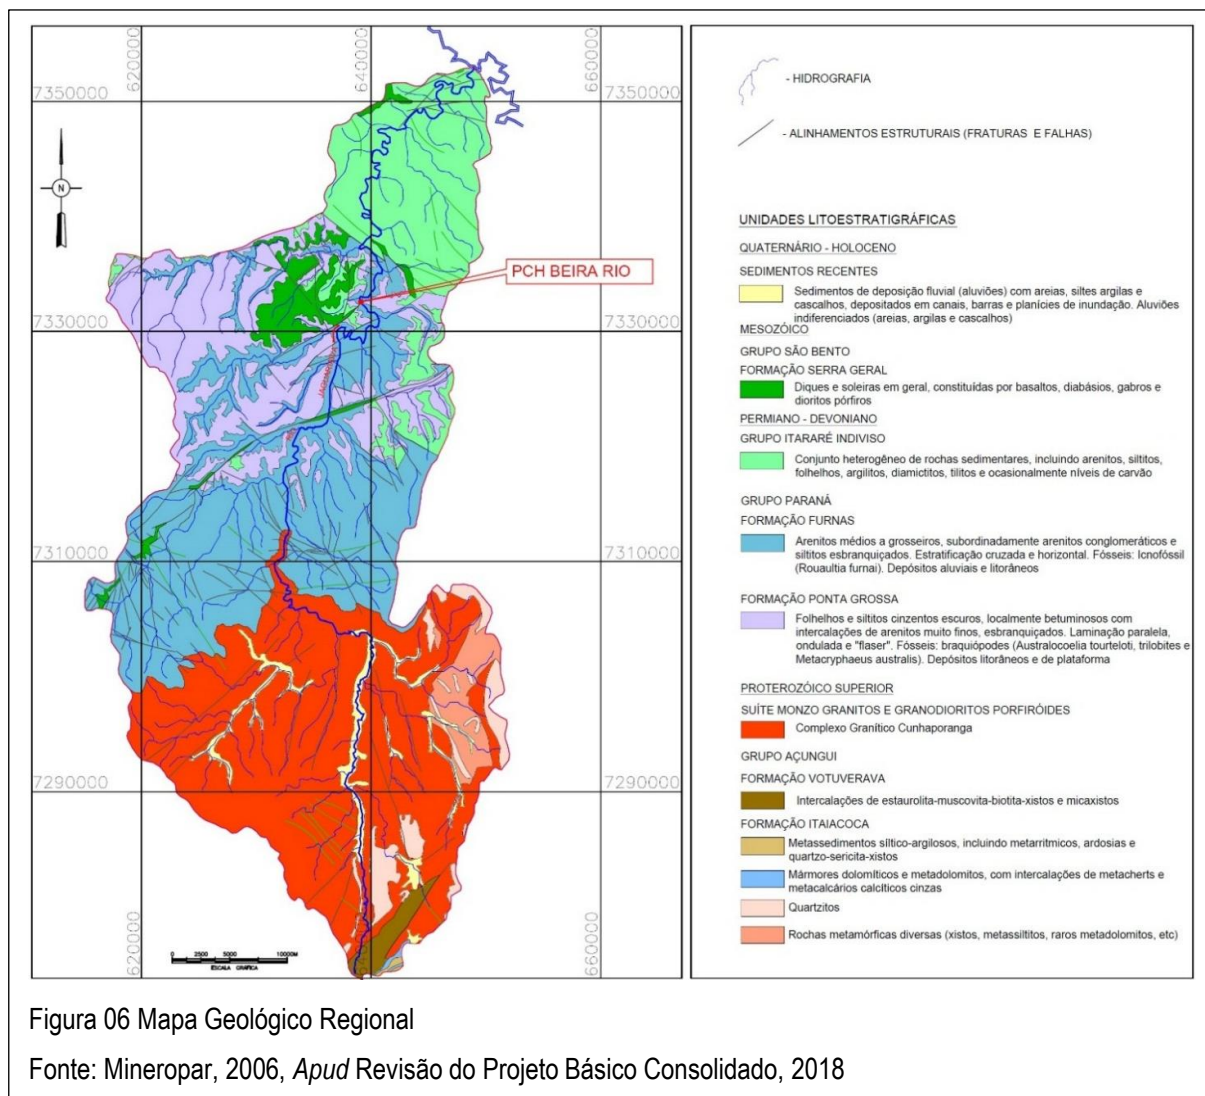 620000
640000
660000
7350000
7350000
N
PCH BEIRA RIO
7330000
7330000
7310000
7310000
7290000
7290000
0 2500 5000 10000M
ESCALA GRÁFICA
620000
660000
- HIDROGRAFIA
- ALINHAMENTOS ESTRUTURAIS (FRATURAS E FALHAS)
UNIDADES LITOESTRATIGRÁFICAS
QUATERNÁRIO - HOLOCENO
SEDIMENTOS RECENTES
Sedimentos de deposição fluvial (aluviões) com areias, siltes argilas e
cascalhos, depositados em canais, barras e planícies de inundação. Aluviões
indiferenciados (areias, argilas e cascalhos)
MESOZÓICO
GRUPO SÃO BENTO
FORMAÇÃO SERRA GERAL
Diques e soleiras em geral, constituídas por basaltos, diabásios, gabros e
dioritos pórfiros
PERMIANO - DEVONIANO
GRUPO ITARARÉ INDIVISO
Conjunto heterogêneo de rochas sedimentares, incluindo arenitos, siltitos,
folhelhos, argilitos, diamictitos, tilitos e ocasionalmente níveis de carvão
GRUPO PARANÁ
FORMAÇÃO FURNAS
Arenitos médios a grosseiros, subordinadamente arenitos conglomeráticos e
siltitos esbranquiçados. Estratificação cruzada e horizontal. Fósseis: Icnofóssil
(Rouaultia furnai). Depósitos aluviais e litorâneos
FORMAÇÃO PONTA GROSSA
Folhelhos e siltitos cinzentos escuros, localmente betuminosos com
intercalações de arenitos muito finos, esbranquiçados. Laminação paralela,
ondulada e "flaser". Fósseis: braquiópodes (Australocoelia tourteloti, trilobites e
Metacryphaeus australis). Depósitos litorâneos e de plataforma
PROTEROZÓICO SUPERIOR
SUÍTE MONZO GRANITOS E GRANODIORITOS PORFIRÓIDES
Complexo Granítico Cunhaporanga
GRUPO AÇUNGUI
FORMAÇÃO VOTUVERAVA
Intercalações de estaurolita-muscovita-biotita-xistos e micaxistos
FORMAÇÃO ITAIACOCA
Metassedimentos síltico-argilosos, incluindo metarrítmicos, ardosias e
quartzo-sericita-xistos
Mármores dolomíticos e metadolomitos, com intercalações de metacherts e
metacalcários calcíticos cinzas
Quartzitos
Rochas metamórficas diversas (xistos, metassiltitos, raros metadolomitos, etc)
Figura 06 Mapa Geológico Regional
Fonte: Mineropar, 2006, Apud Revisão do Projeto Básico Consolidado, 2018